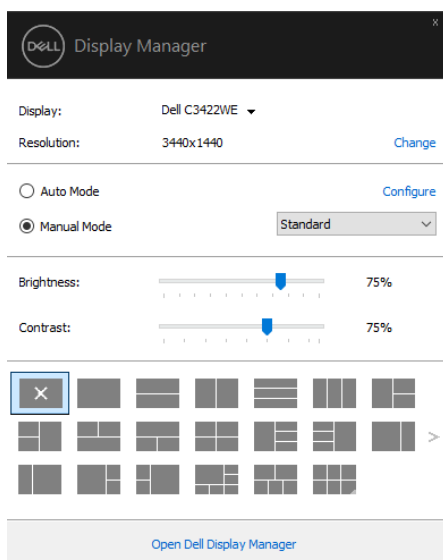 DELL Display Manager
Display: Dell C3422WE
Resolution: 3440x1440 Change
Auto Mode Configure
Manual Mode Standard
Brightness: 75%
Contrast: 75%
Open Dell Display Manager